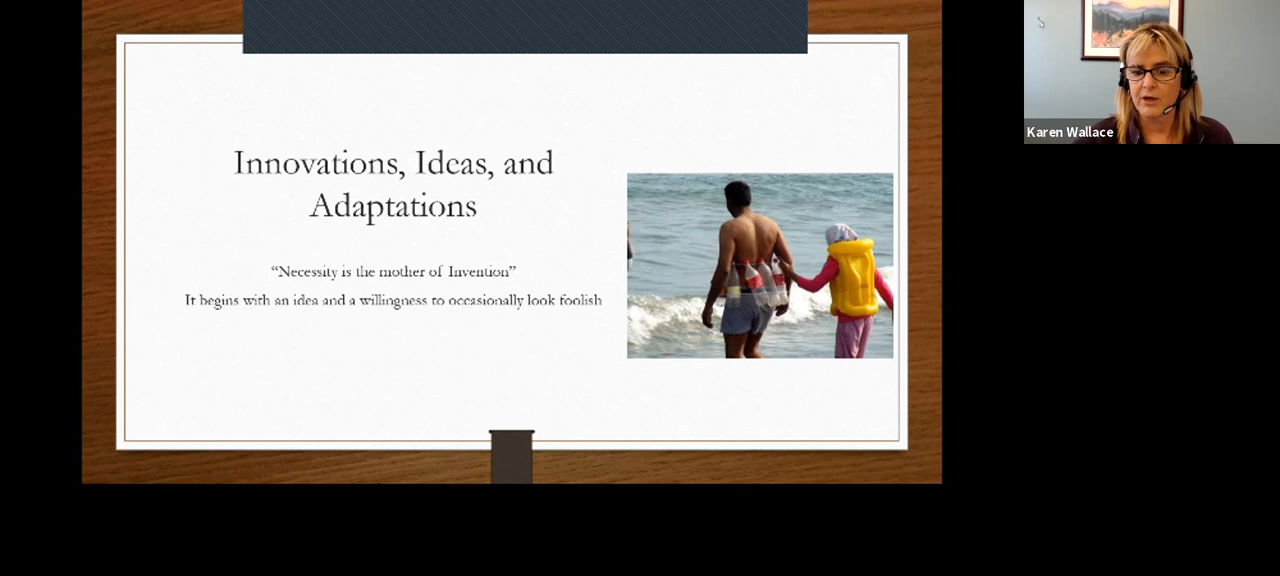 Innovations, Ideas, and
Adaptations
“Necessity is the mother of Invention”
It begins with an idea and a willingness to occasionally look foolish
Karen Wallace